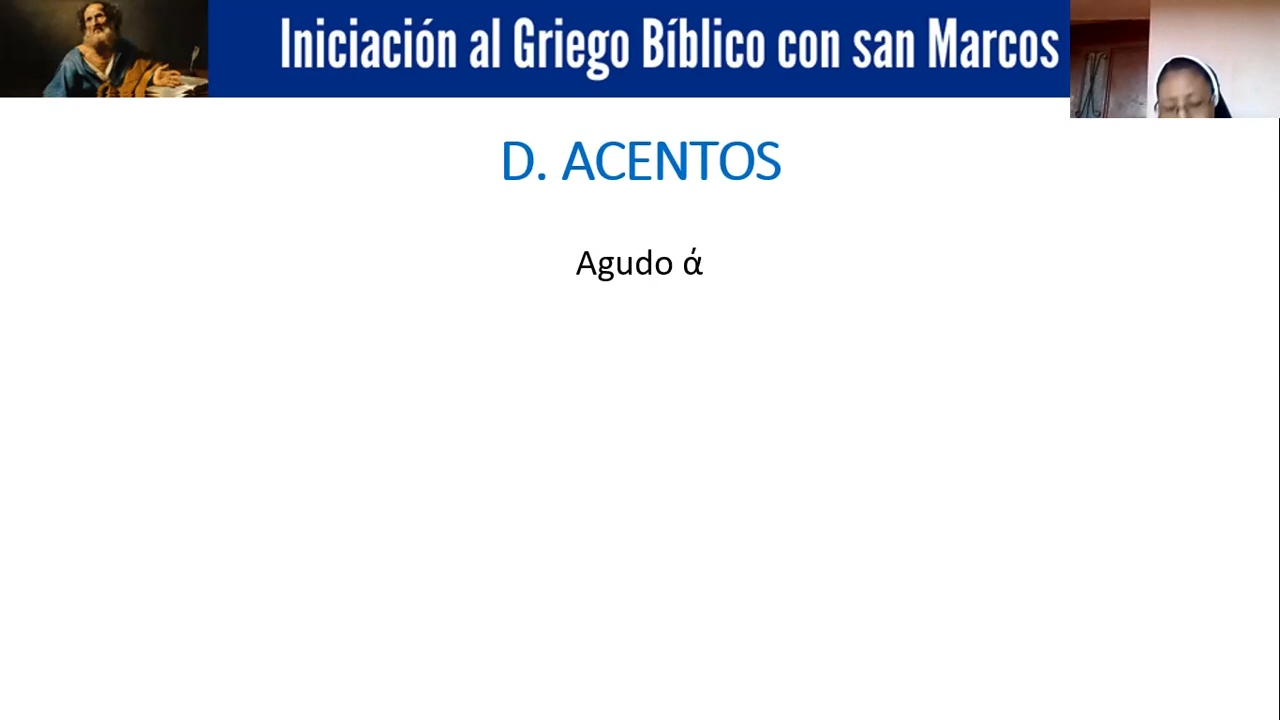 Iniciación al Griego Bíblico con san Marcos
D. ACENTOS
Agudo ά